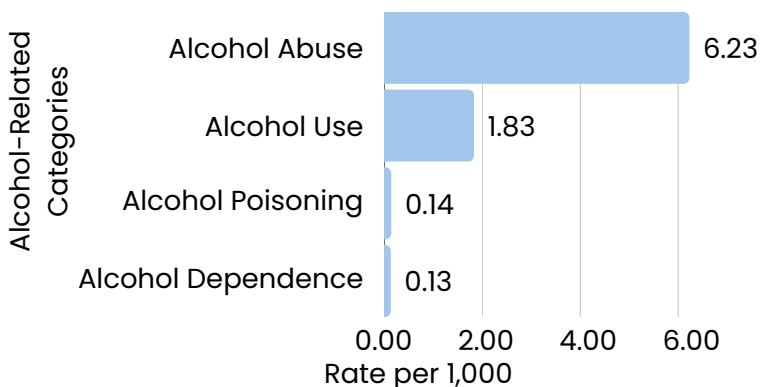 Alcohol-Related
Categories
Alcohol Abuse
6.23
Alcohol Use
1.83
Alcohol Poisoning
0.14
Alcohol Dependence
0.13
0.00
2.00
4.00
6.00
Rate per 1,000